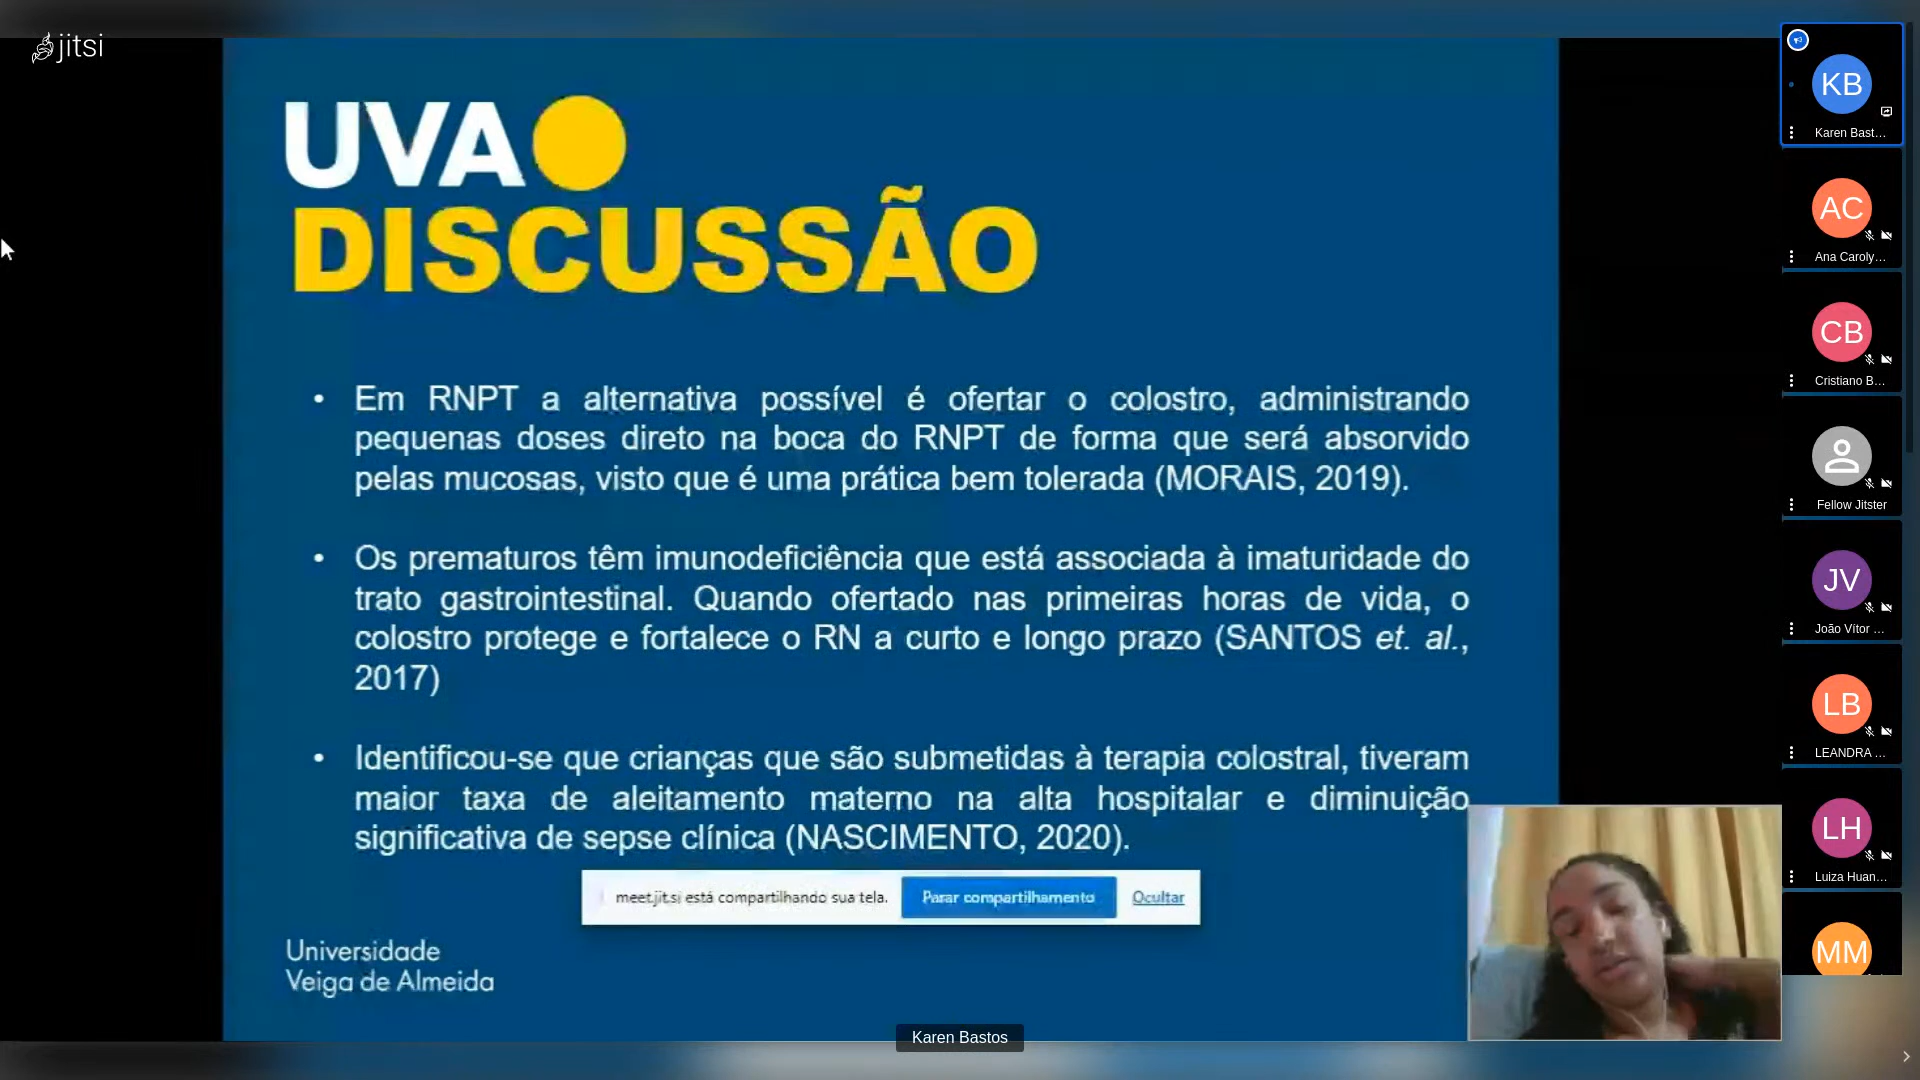 jitsi
UVA
DISCUSSÃO
• Em RNPT a alternativa possível é ofertar o colostro, administrando
pequenas doses direto na boca do RNPT de forma que será absorvido
pelas mucosas, visto que é uma prática bem tolerada (MORAIS, 2019).
• Os prematuros têm imunodeficiência que está associada à imaturidade do
trato gastrointestinal. Quando ofertado nas primeiras horas de vida, o
colostro protege e fortalece o RN a curto e longo prazo (SANTOS et. al.,
2017)
• Identificou-se que crianças que são submetidas à terapia colostral, tiveram
maior taxa de aleitamento materno na alta hospitalar e diminuição
significativa de sepse clínica (NASCIMENTO, 2020).
meet.jit.si está compartilhando sua tela. Parar compartilhamento Ocultar
Universidade
Veiga de Almeida
Karen Bastos
KB
Karen Bast...
AC
Ana Caroly...
CB
Cristiano B...
Fellow Jitster
JV
João Vítor ...
LB
LEANDRA ...
LH
Luiza Huan...
MM